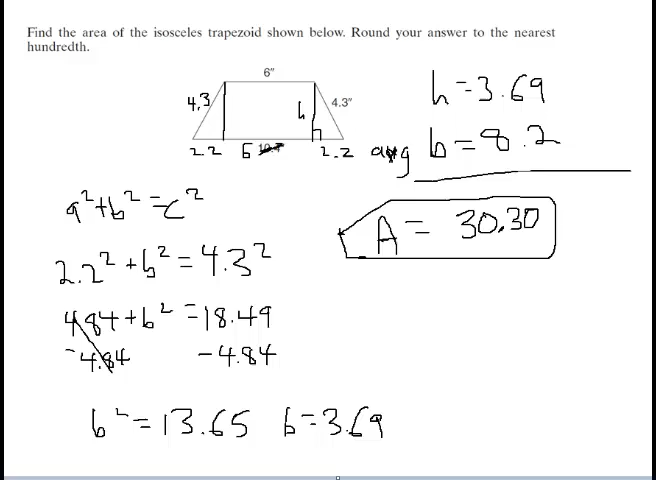 Find the area of the isosceles trapezoid shown below. Round your answer to the nearest
hundredth.
6"
4.3
h
4.3"
2.2 6 2.2
h=3.69
avg b=8.2
A= 30.30
a²+b²=c²
2.2²+b²=4.3²
4.84+b²=18.49
-4.84 -4.84
b²=13.65 b=3.69